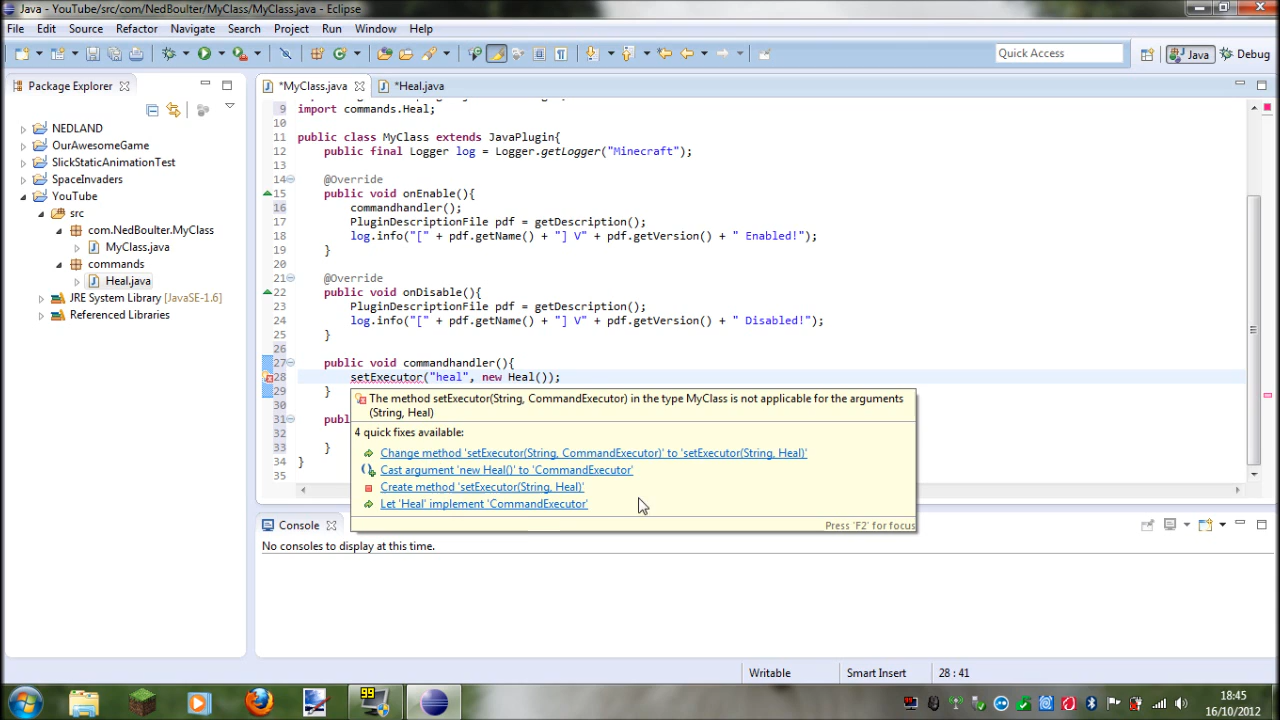 Java - YouTube/src/com/NedBoulter/MyClass/MyClass.java - Eclipse
File Edit Source Refactor Navigate Search Project Run Window Help
Quick Access Java Debug
Package Explorer
*MyClass.java *Heal.java
NEDLAND
OurAwesomeGame
SlickStaticAnimationTest
SpaceInvaders
YouTube
src
com.NedBoulter.MyClass
MyClass.java
commands
Heal.java
JRE System Library [JavaSE-1.6]
Referenced Libraries
9 import commands.Heal;
10
11 public class MyClass extends JavaPlugin{
12 public final Logger log = Logger.getLogger("Minecraft");
13
14 @Override
15 public void onEnable(){
16 commandhandler();
17 PluginDescriptionFile pdf = getDescription();
18 log.info("[" + pdf.getName() + "] V" + pdf.getVersion() + " Enabled!");
19 }
20
21 @Override
22 public void onDisable(){
23 PluginDescriptionFile pdf = getDescription();
24 log.info("[" + pdf.getName() + "] V" + pdf.getVersion() + " Disabled!");
25 }
26
27 public void commandhandler(){
28 setExecutor("heal", new Heal());
29 }
30
31 publ
32
33 }
34 }
35
The method setExecutor(String, CommandExecutor) in the type MyClass is not applicable for the arguments
(String, Heal)
4 quick fixes available:
Change method 'setExecutor(String, CommandExecutor)' to 'setExecutor(String, Heal)'
Cast argument 'new Heal()' to 'CommandExecutor'
Create method 'setExecutor(String, Heal)'
Let 'Heal' implement 'CommandExecutor'
Press 'F2' for focus
Console
No consoles to display at this time.
Writable Smart Insert 28 : 41
99
18:45
16/10/2012